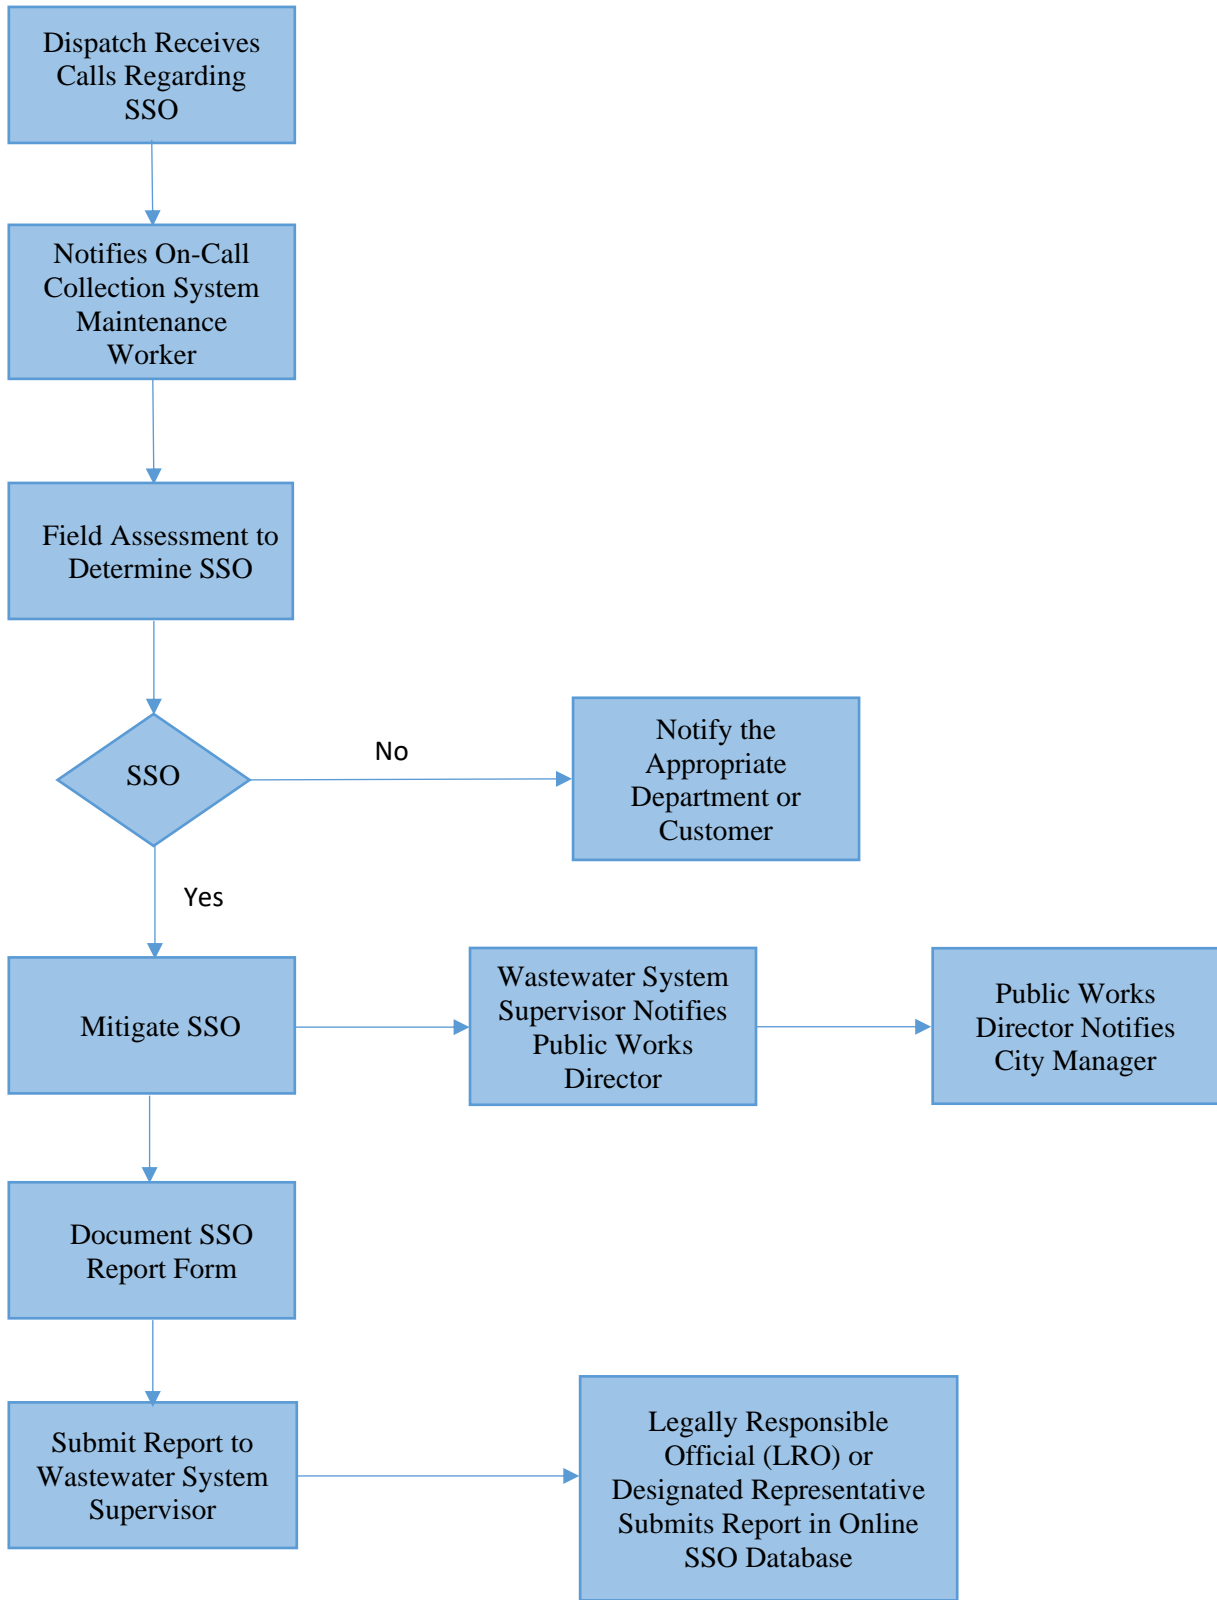 Dispatch Receives
Calls Regarding
SSO
Notifies On-Call
Collection System
Maintenance
Worker
Field Assessment to
Determine SSO
SSO
No
Notify the
Appropriate
Department or
Customer
Yes
Mitigate SSO
Wastewater System
Supervisor Notifies
Public Works
Director
Public Works
Director Notifies
City Manager
Document SSO
Report Form
Submit Report to
Wastewater System
Supervisor
Legally Responsible
Official (LRO) or
Designated Representative
Submits Report in Online
SSO Database